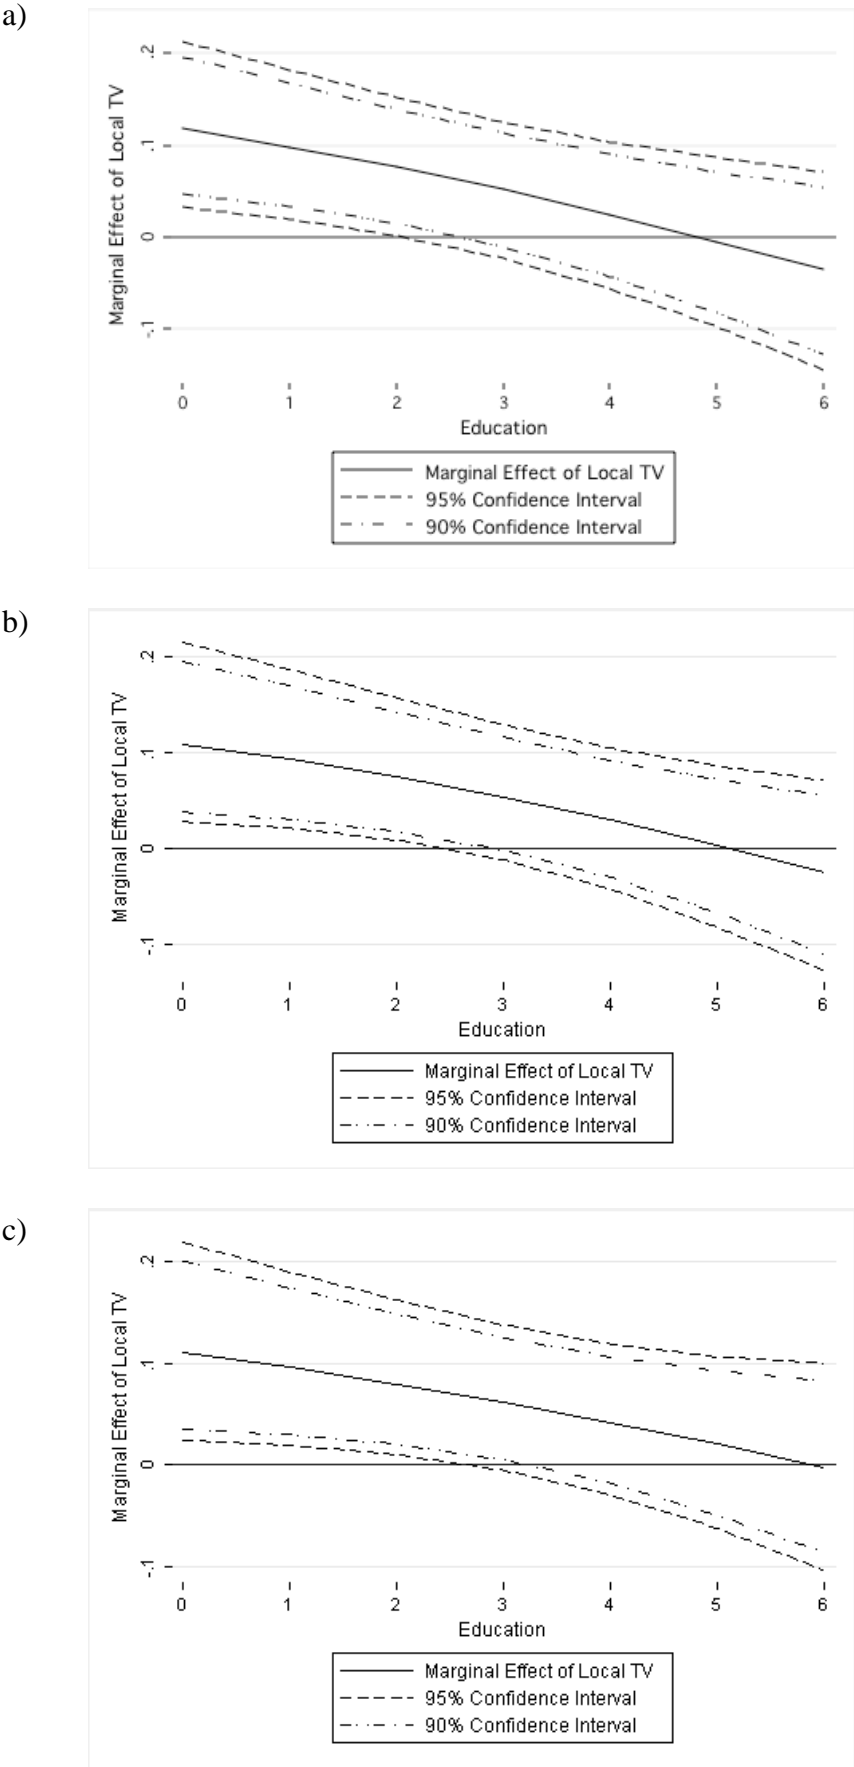 a)
.2
.1
0
-.1
Marginal Effect of Local TV
0 1 2 3 4 5 6
Education
Marginal Effect of Local TV
95% Confidence Interval
90% Confidence Interval
b)
.2
.1
0
-.1
Marginal Effect of Local TV
0 1 2 3 4 5 6
Education
Marginal Effect of Local TV
95% Confidence Interval
90% Confidence Interval
c)
.2
.1
0
-.1
Marginal Effect of Local TV
0 1 2 3 4 5 6
Education
Marginal Effect of Local TV
95% Confidence Interval
90% Confidence Interval